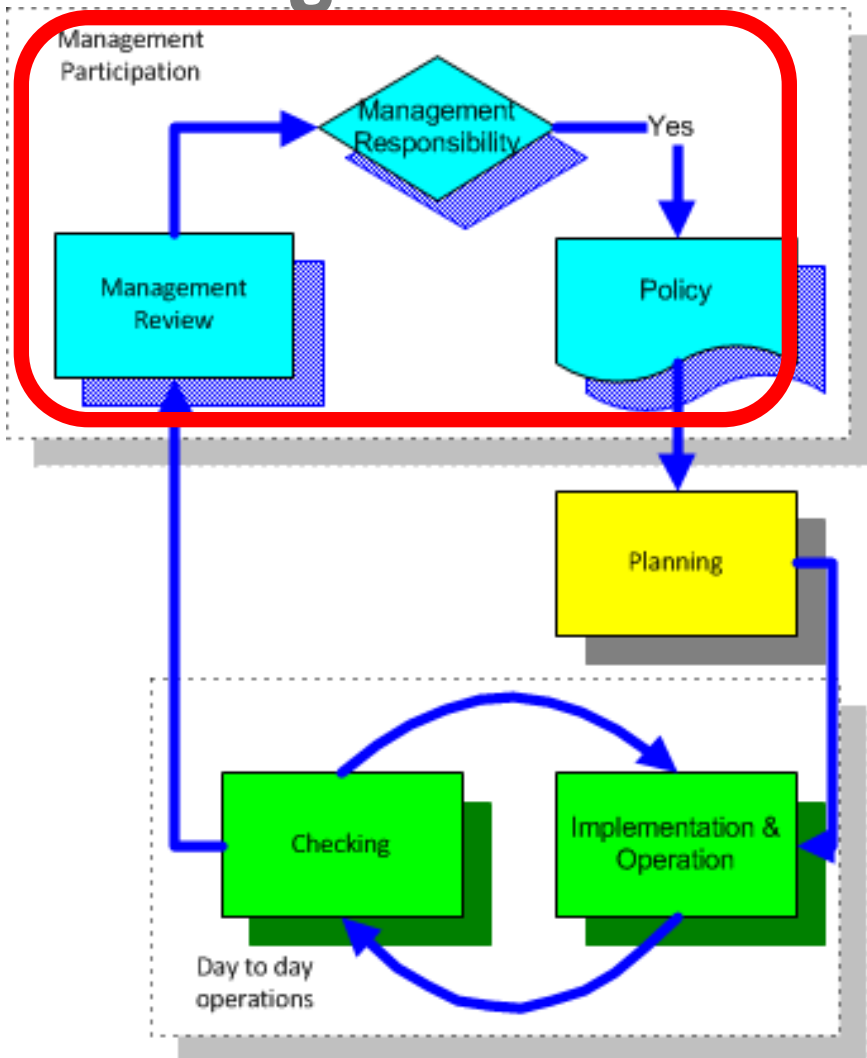 Management
Participation
Management
Responsibility
Yes
Management
Review
Policy
Planning
Checking
Implementation &
Operation
Day to day
operations